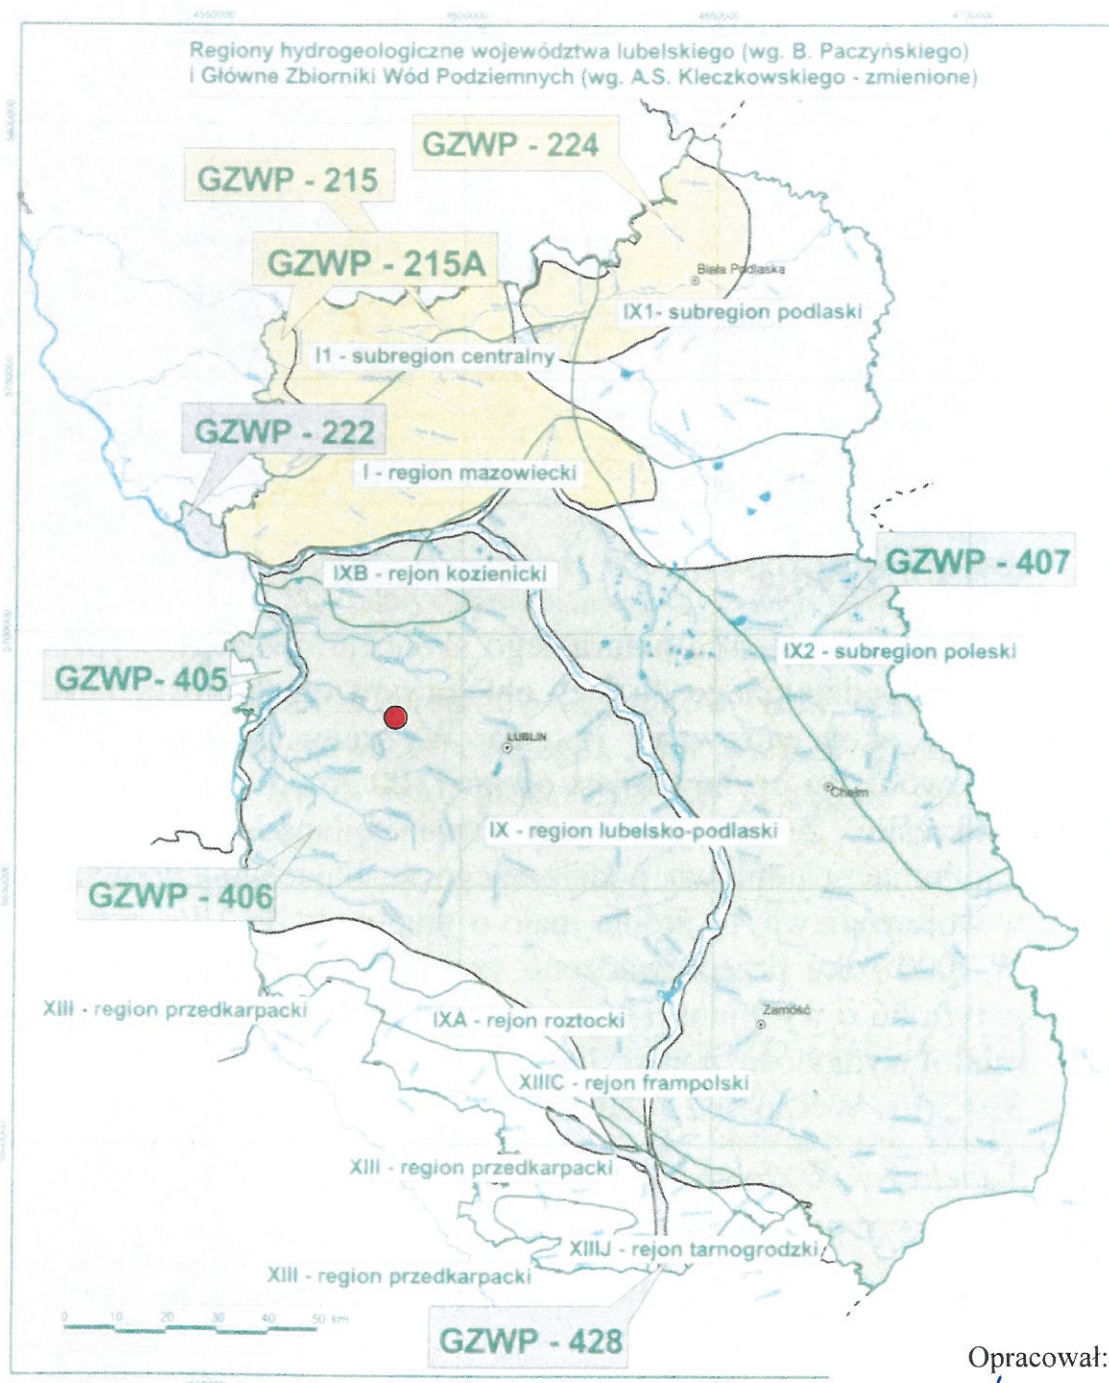 4550000 4600000 4650000 4700000
Regiony hydrogeologiczne województwa lubelskiego (wg. B. Paczyńskiego)
i Główne Zbiorniki Wód Podziemnych (wg. A.S. Kleczkowskiego - zmienione)
GZWP - 224
GZWP - 215
GZWP - 215A
Biała Podlaska
IX1- subregion podlaski
I1 - subregion centralny
GZWP - 222
I - region mazowiecki
GZWP - 407
IXB - rejon kozienicki
IX2 - subregion poleski
GZWP- 405
LUBLIN
Chełm
IX - region lubelsko-podlaski
GZWP - 406
XIII - region przedkarpacki
Zamość
IXA - rejon roztocki
XIIIC - rejon frampolski
XIII - region przedkarpacki
XIIIJ - rejon tarnogrodzki
XIII - region przedkarpacki
0 10 20 30 40 50 km
GZWP - 428
Opracował: